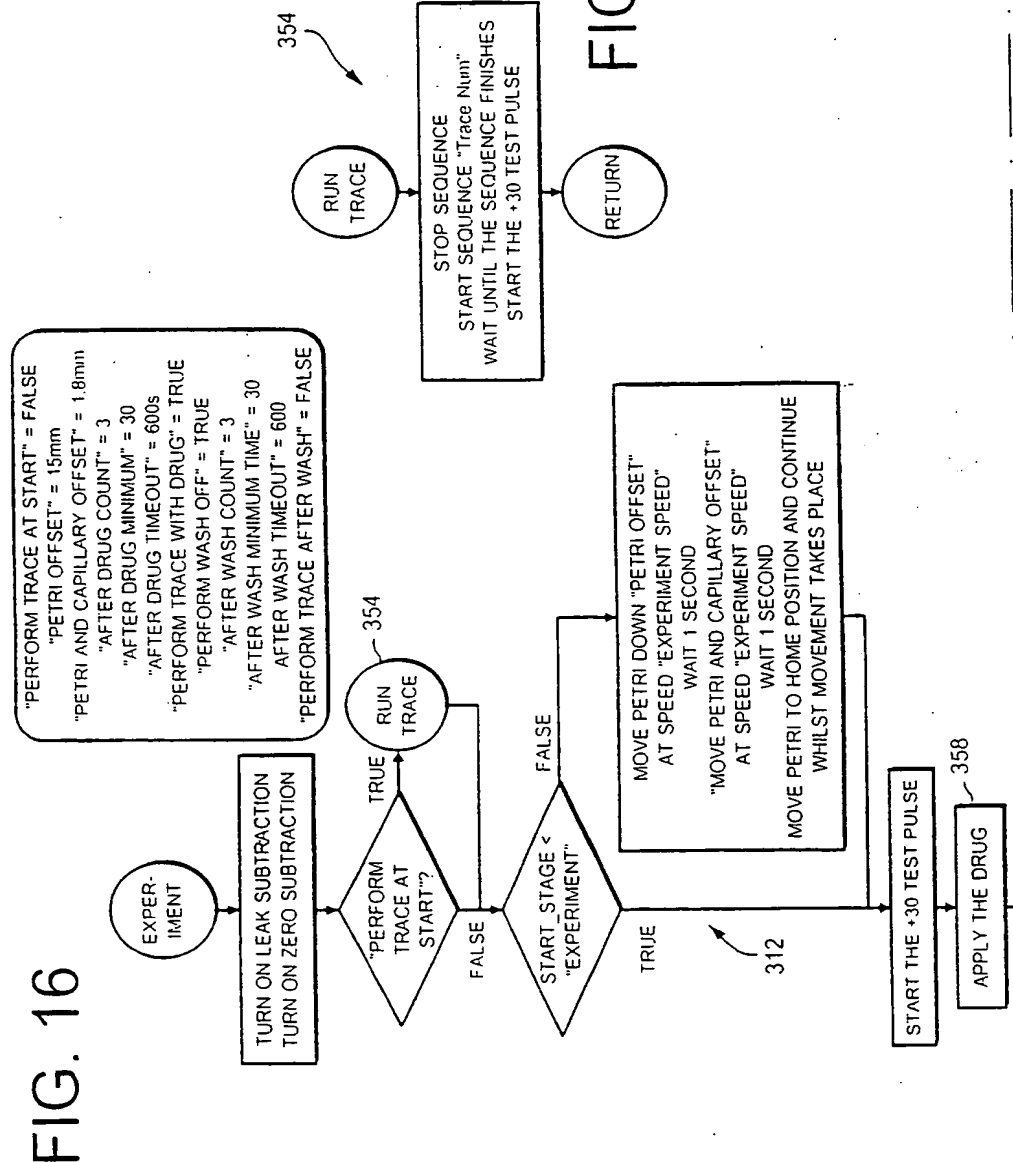 FIG. 16
EXPER-
IMENT
TURN ON LEAK SUBTRACTION
TURN ON ZERO SUBTRACTION
"PERFORM
TRACE AT
START"?
TRUE
FALSE
RUN
TRACE
354
START_STAGE <
"EXPERIMENT"
FALSE
TRUE
312
MOVE PETRI DOWN "PETRI OFFSET"
AT SPEED "EXPERIMENT SPEED"
WAIT 1 SECOND
"MOVE PETRI AND CAPILLARY OFFSET"
AT SPEED "EXPERIMENT SPEED"
WAIT 1 SECOND
MOVE PETRI TO HOME POSITION AND CONTINUE
WHILST MOVEMENT TAKES PLACE
START THE +30 TEST PULSE
APPLY THE DRUG
358
"PERFORM TRACE AT START" = FALSE
"PETRI OFFSET" = 15mm
"PETRI AND CAPILLARY OFFSET" = 1.8mm
"AFTER DRUG COUNT" = 3
"AFTER DRUG MINIMUM" = 30
"AFTER DRUG TIMEOUT" = 600s
"PERFORM TRACE WITH DRUG" = TRUE
"PERFORM WASH OFF" = TRUE
"AFTER WASH COUNT" = 3
"AFTER WASH MINIMUM TIME" = 30
AFTER WASH TIMEOUT" = 600
"PERFORM TRACE AFTER WASH" = FALSE
354
RUN
TRACE
STOP SEQUENCE
START SEQUENCE "Trace Num"
WAIT UNTIL THE SEQUENCE FINISHES
START THE +30 TEST PULSE
RETURN
FIG